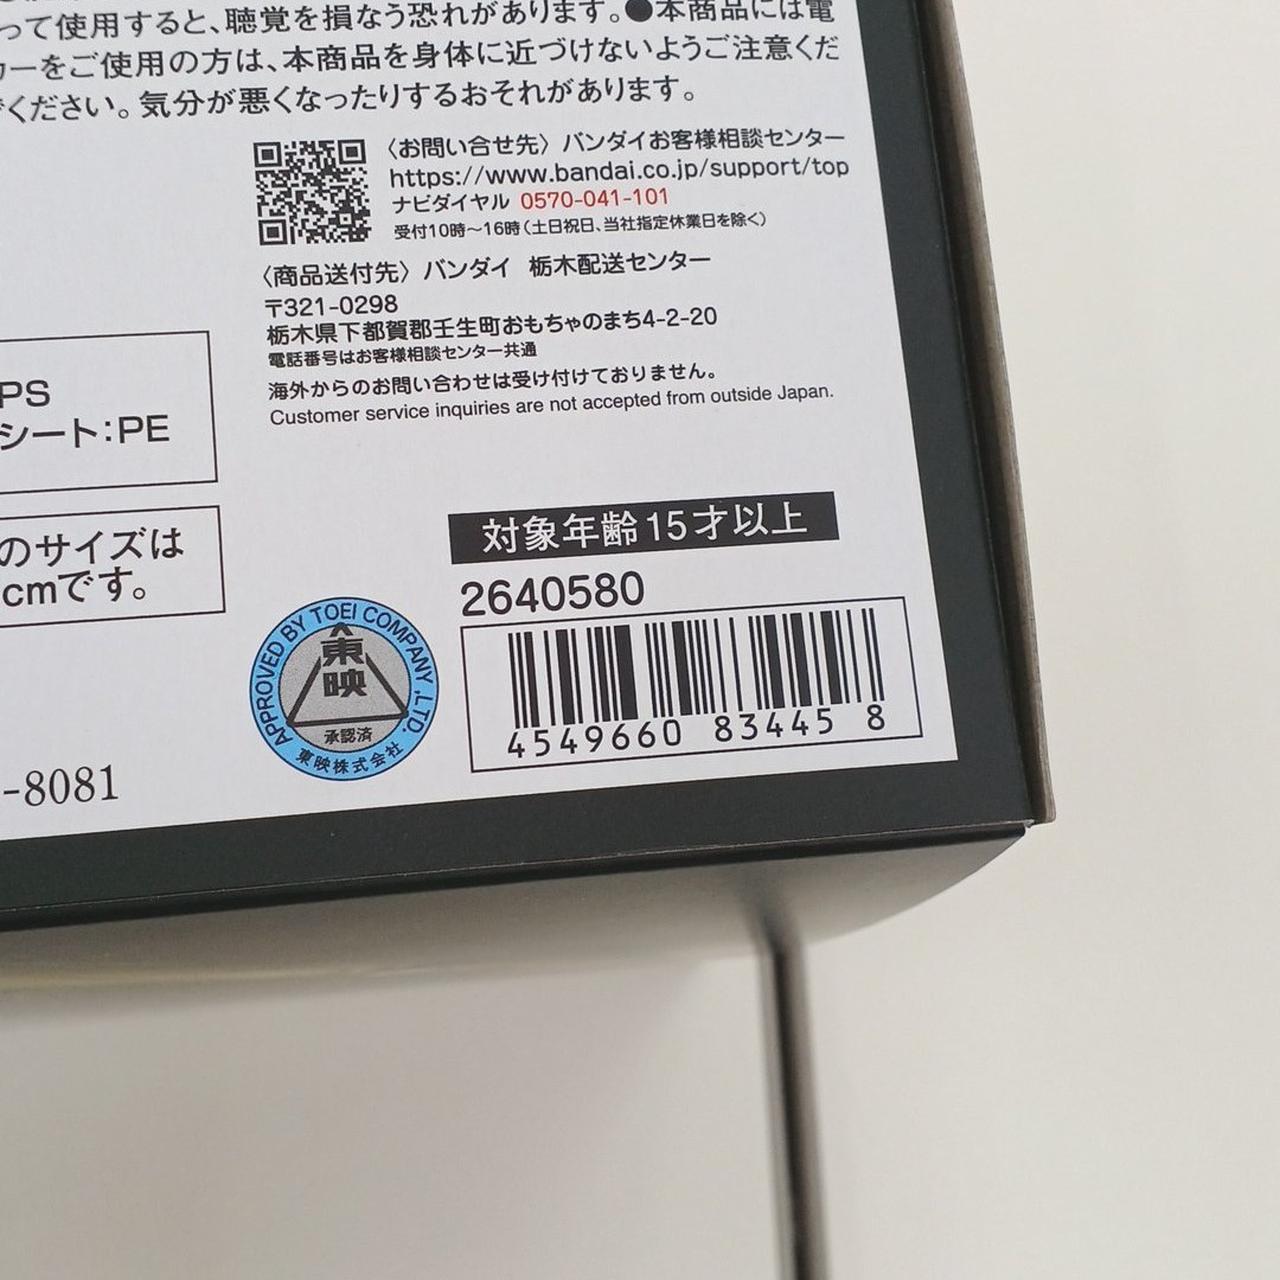 って使用すると、聴覚を損なう恐れがあります。●本商品には電
カーをご使用の方は、本商品を身体に近づけないようご注意くだ
ください。気分が悪くなったりするおそれがあります。
〈お問い合せ先〉バンダイお客様相談センター
https://www.bandai.co.jp/support/top
ナビダイヤル 0570-041-101
受付10時〜16時(土日祝日、当社指定休業日を除く)
〈商品送付先〉バンダイ 栃木配送センター
〒321-0298
栃木県下都賀郡壬生町おもちゃのまち4-2-20
電話番号はお客様相談センター共通
海外からのお問い合わせは受け付けておりません。
Customer service inquiries are not accepted from outside Japan.
PS
シート:PE
のサイズは
cmです。
対象年齢15才以上
2640580
4549660 83445 8
APPROVED BY TOEI COMPANY, LTD.
東映
承認済
東映株式会社
-8081